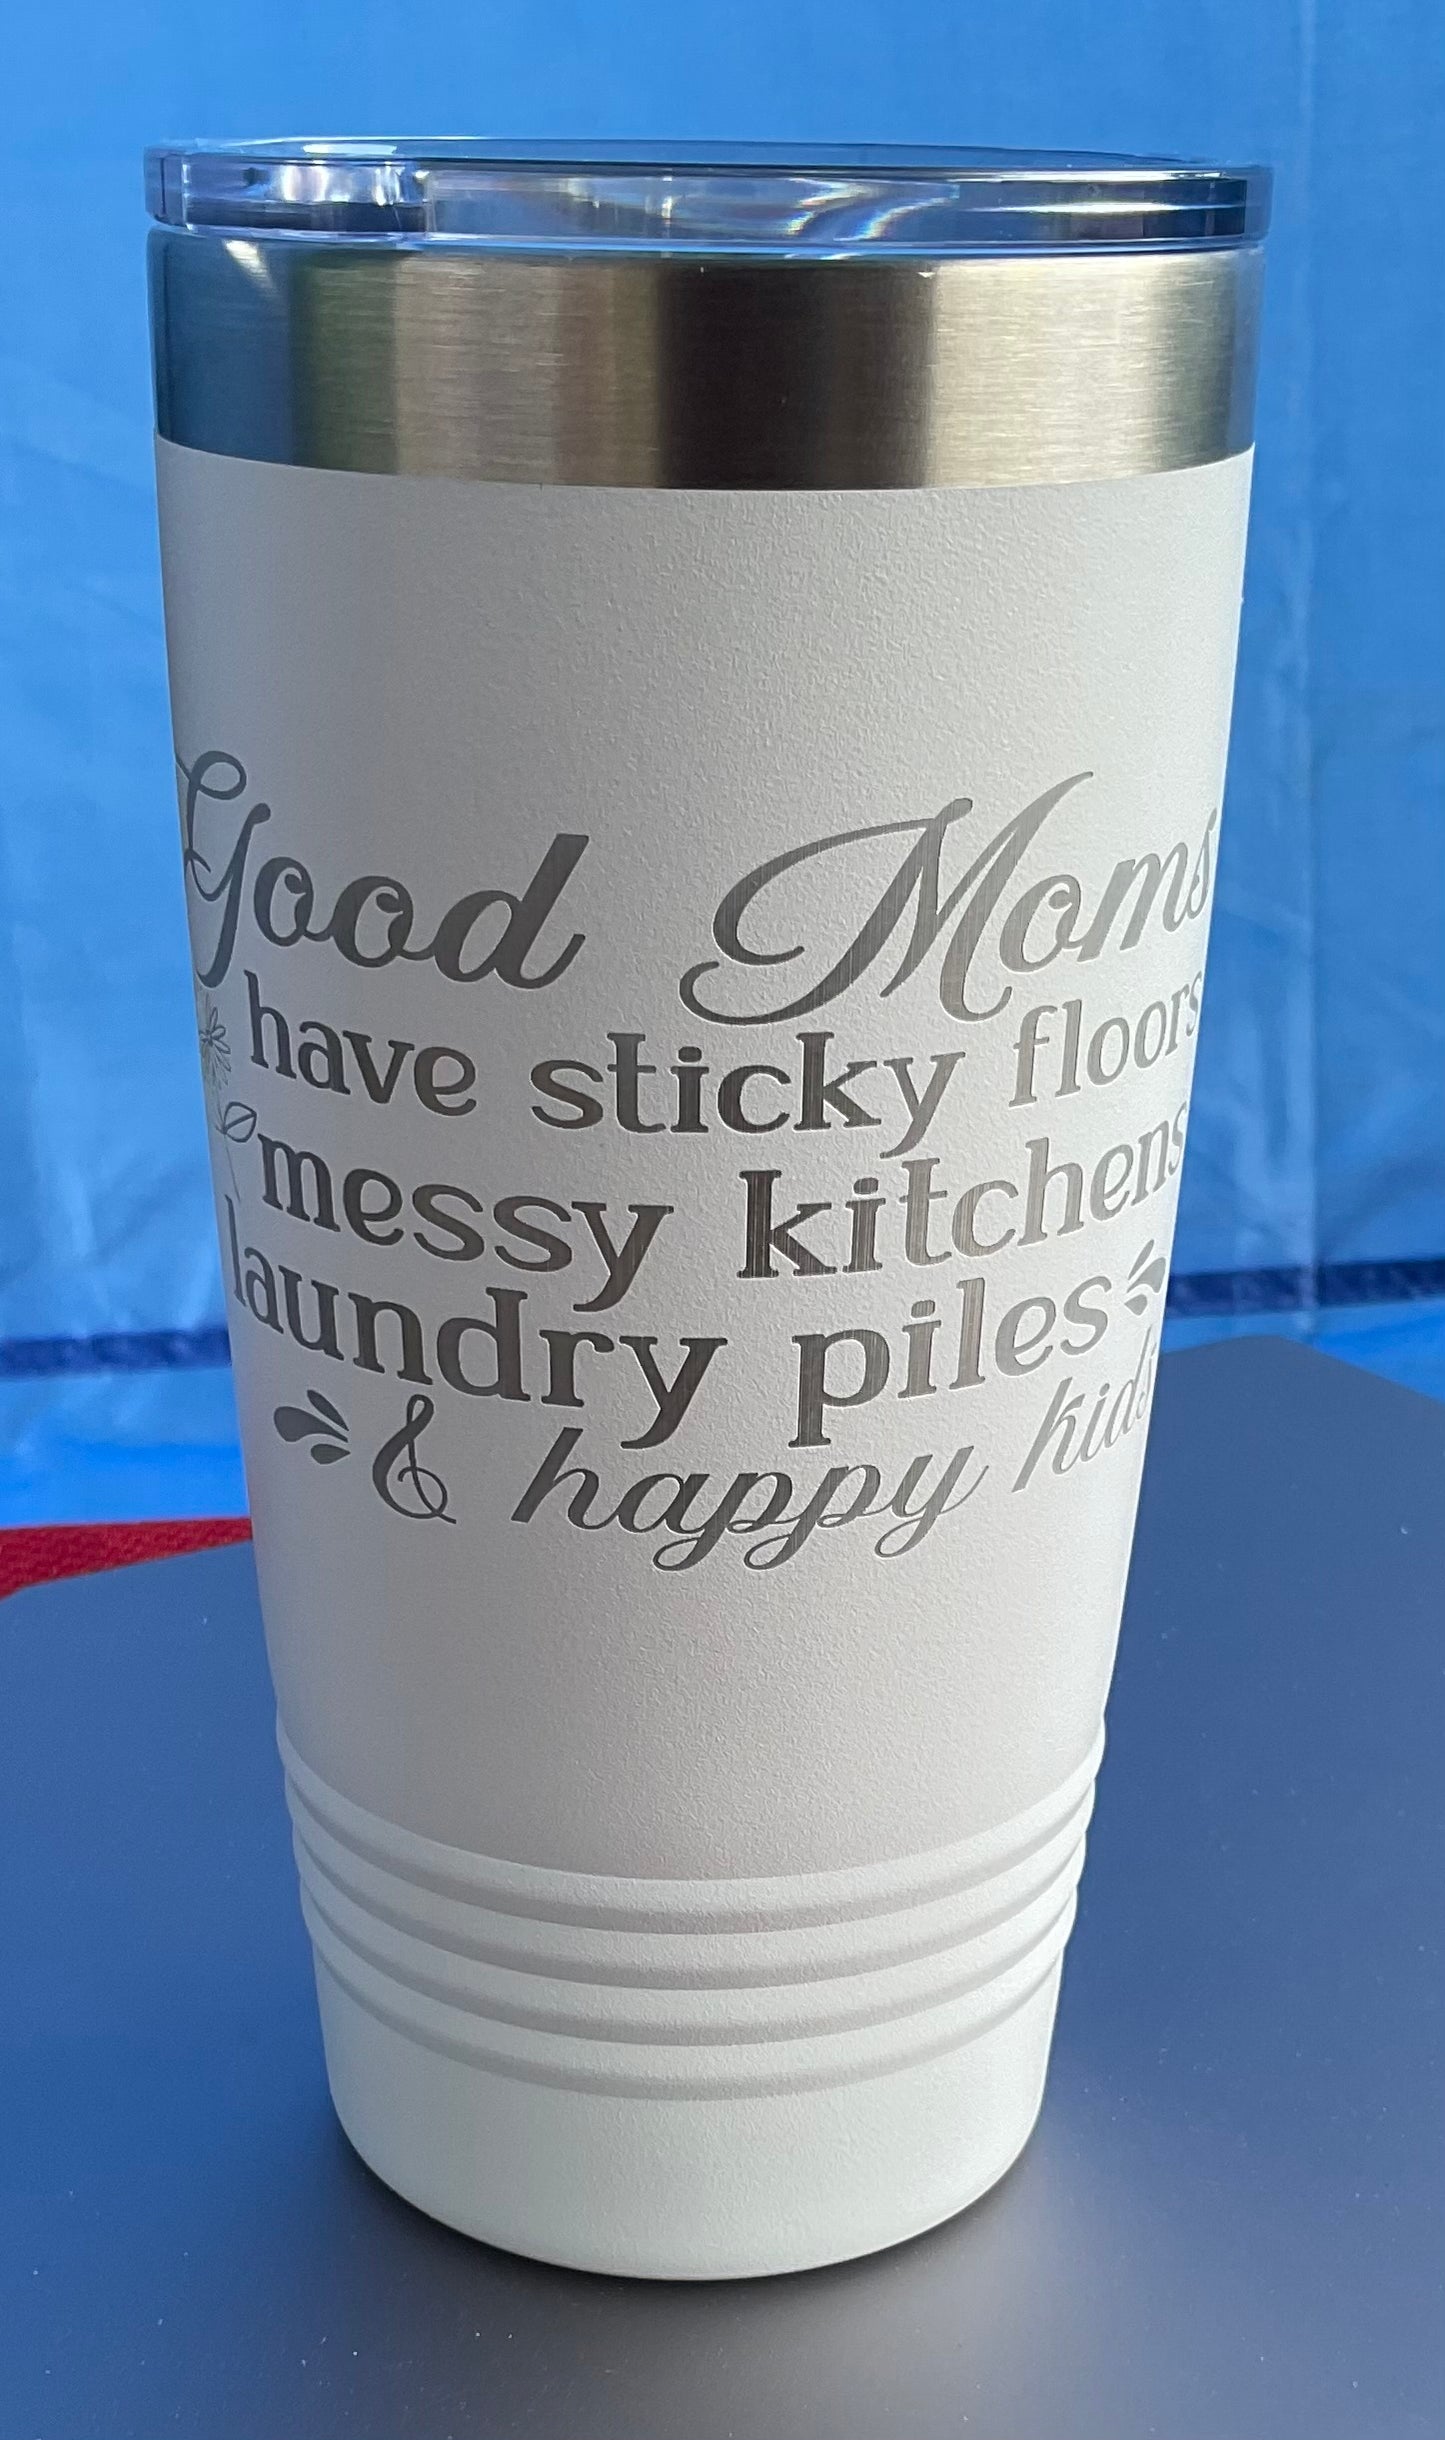 Good Moms
have sticky floors
messy kitchens
laundry piles
& happy kids